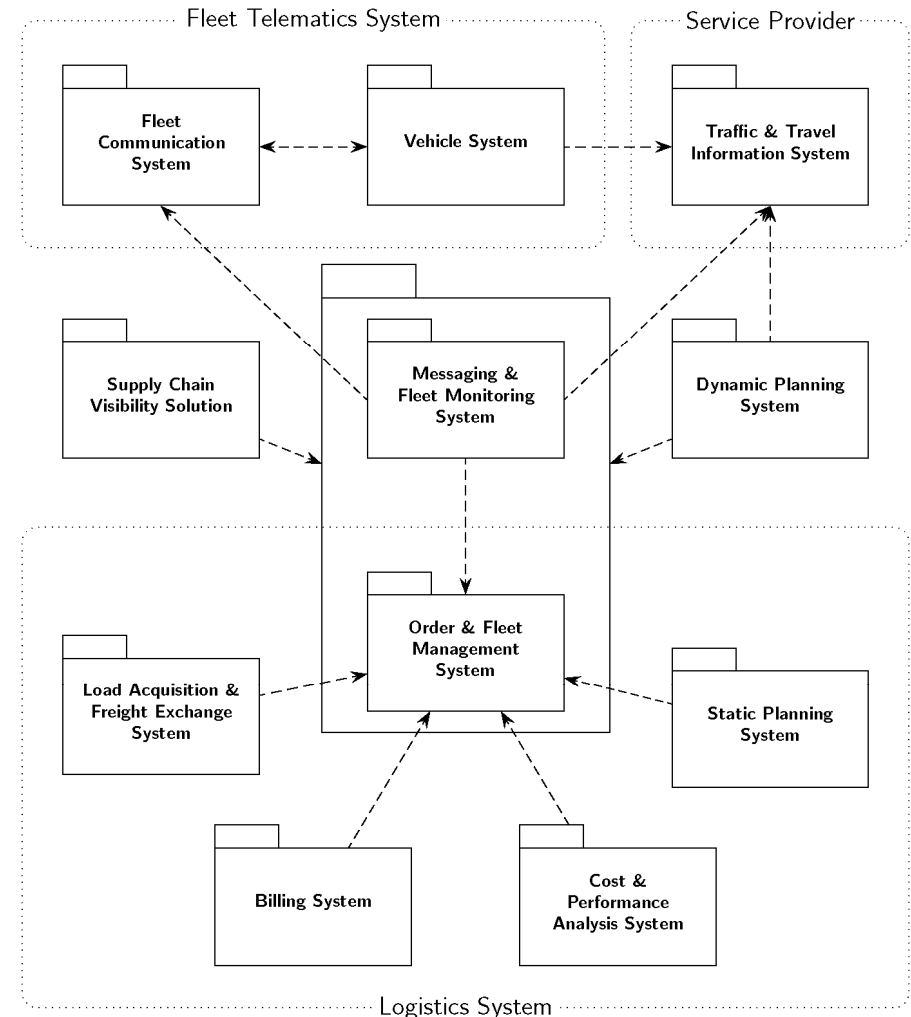 Fleet Telematics System
Service Provider
Fleet
Communication
System
Vehicle System
Traffic & Travel
Information System
Supply Chain
Visibility Solution
Messaging &
Fleet Monitoring
System
Dynamic Planning
System
Order & Fleet
Management
System
Load Acquisition &
Freight Exchange
System
Static Planning
System
Billing System
Cost &
Performance
Analysis System
Logistics System